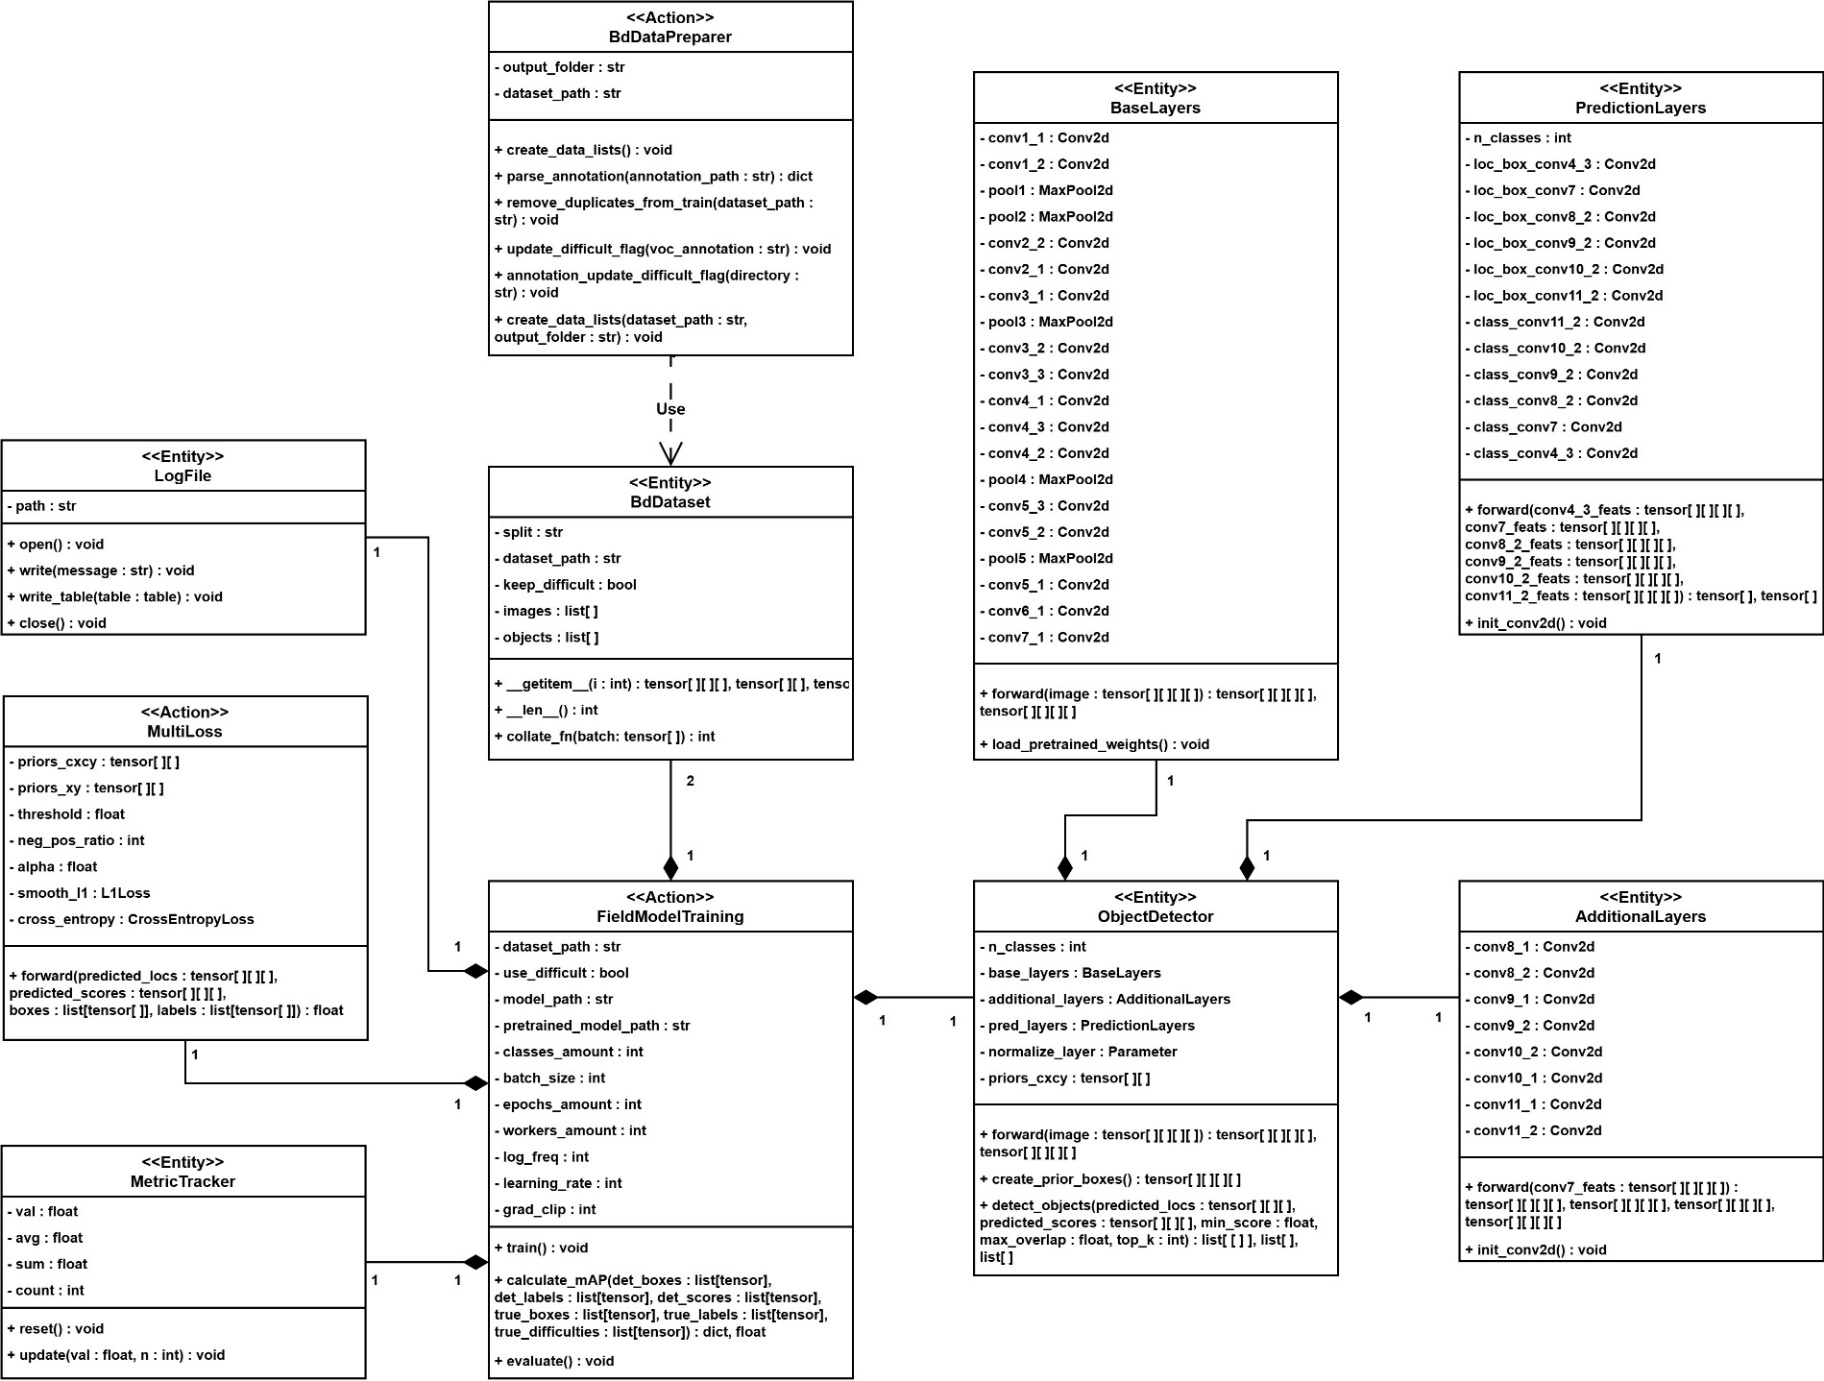 <<Action>>
BdDataPreparer
- output_folder : str
- dataset_path : str
+ create_data_lists() : void
+ parse_annotation(annotation_path : str) : dict
+ remove_duplicates_from_train(dataset_path :
str) : void
+ update_difficult_flag(voc_annotation : str) : void
+ annotation_update_difficult_flag(directory :
str) : void
+ create_data_lists(dataset_path : str,
output_folder : str) : void
Use
<<Entity>>
BaseLayers
- conv1_1 : Conv2d
- conv1_2 : Conv2d
- pool1 : MaxPool2d
- pool2 : MaxPool2d
- conv2_2 : Conv2d
- conv2_1 : Conv2d
- conv3_1 : Conv2d
- pool3 : MaxPool2d
- conv3_2 : Conv2d
- conv3_3 : Conv2d
- conv4_1 : Conv2d
- conv4_3 : Conv2d
- conv4_2 : Conv2d
- pool4 : MaxPool2d
- conv5_3 : Conv2d
- conv5_2 : Conv2d
- pool5 : MaxPool2d
- conv5_1 : Conv2d
- conv6_1 : Conv2d
- conv7_1 : Conv2d
+ forward(image : tensor[ ][ ][ ][ ]) : tensor[ ][ ][ ][ ],
tensor[ ][ ][ ][ ]
+ load_pretrained_weights() : void
1
1
<<Entity>>
PredictionLayers
- n_classes : int
- loc_box_conv4_3 : Conv2d
- loc_box_conv7 : Conv2d
- loc_box_conv8_2 : Conv2d
- loc_box_conv9_2 : Conv2d
- loc_box_conv10_2 : Conv2d
- loc_box_conv11_2 : Conv2d
- class_conv11_2 : Conv2d
- class_conv10_2 : Conv2d
- class_conv9_2 : Conv2d
- class_conv8_2 : Conv2d
- class_conv7 : Conv2d
- class_conv4_3 : Conv2d
+ forward(conv4_3_feats : tensor[ ][ ][ ][ ],
conv7_feats : tensor[ ][ ][ ][ ],
conv8_2_feats : tensor[ ][ ][ ][ ],
conv9_2_feats : tensor[ ][ ][ ][ ],
conv10_2_feats : tensor[ ][ ][ ][ ],
conv11_2_feats : tensor[ ][ ][ ][ ]) : tensor[ ], tensor[ ]
+ init_conv2d() : void
1
1
<<Entity>>
LogFile
- path : str
+ open() : void
+ write(message : str) : void
+ write_table(table : table) : void
+ close() : void
1
1
<<Entity>>
BdDataset
- split : str
- dataset_path : str
- keep_difficult : bool
- images : list[ ]
- objects : list[ ]
+ __getitem__(i : int) : tensor[ ][ ][ ], tensor[ ][ ], tensc
+ __len__() : int
+ collate_fn(batch: tensor[ ]) : int
2
1
<<Action>>
MultiLoss
- priors_cxcy : tensor[ ][ ]
- priors_xy : tensor[ ][ ]
- threshold : float
- neg_pos_ratio : int
- alpha : float
- smooth_l1 : L1Loss
- cross_entropy : CrossEntropyLoss
+ forward(predicted_locs : tensor[ ][ ][ ],
predicted_scores : tensor[ ][ ][ ],
boxes : list[tensor[ ]], labels : list[tensor[ ]]) : float
1
1
<<Entity>>
MetricTracker
- val : float
- avg : float
- sum : float
- count : int
+ reset() : void
+ update(val : float, n : int) : void
1
1
<<Action>>
FieldModelTraining
- dataset_path : str
- use_difficult : bool
- model_path : str
- pretrained_model_path : str
- classes_amount : int
- batch_size : int
- epochs_amount : int
- workers_amount : int
- log_freq : int
- learning_rate : int
- grad_clip : int
+ train() : void
+ calculate_mAP(det_boxes : list[tensor],
det_labels : list[tensor], det_scores : list[tensor],
true_boxes : list[tensor], true_labels : list[tensor],
true_difficulties : list[tensor]) : dict, float
+ evaluate() : void
1
1
<<Entity>>
ObjectDetector
- n_classes : int
- base_layers : BaseLayers
- additional_layers : AdditionalLayers
- pred_layers : PredictionLayers
- normalize_layer : Parameter
- priors_cxcy : tensor[ ][ ]
+ forward(image : tensor[ ][ ][ ][ ]) : tensor[ ][ ][ ][ ],
tensor[ ][ ][ ][ ]
+ create_prior_boxes() : tensor[ ][ ][ ][ ]
+ detect_objects(predicted_locs : tensor[ ][ ][ ],
predicted_scores : tensor[ ][ ][ ], min_score : float,
max_overlap : float, top_k : int) : list[ [ ] ], list[ ],
list[ ]
1
1
<<Entity>>
AdditionalLayers
- conv8_1 : Conv2d
- conv8_2 : Conv2d
- conv9_1 : Conv2d
- conv9_2 : Conv2d
- conv10_2 : Conv2d
- conv10_1 : Conv2d
- conv11_1 : Conv2d
- conv11_2 : Conv2d
+ forward(conv7_feats : tensor[ ][ ][ ][ ]) :
tensor[ ][ ][ ][ ], tensor[ ][ ][ ][ ], tensor[ ][ ][ ][ ],
tensor[ ][ ][ ][ ]
+ init_conv2d() : void